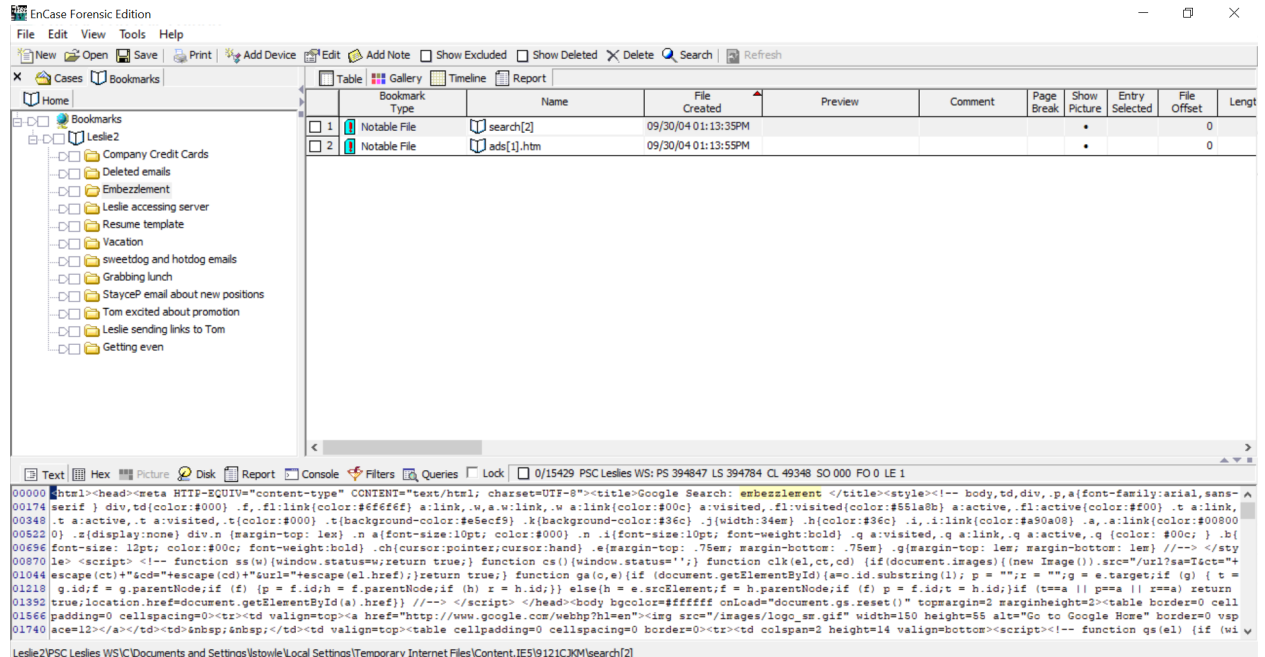 EnCase Forensic Edition
File Edit View Tools Help
New Open Save Print Add Device Edit Add Note Show Excluded Show Deleted Delete Search Refresh
Cases Bookmarks
Table Gallery Timeline Report
Home
Bookmark Type Name File Created Preview Comment Page Break Show Picture Entry Selected File Offset Lengt
1 Notable File search[2] 09/30/04 01:13:35PM • 0
2 Notable File ads[1].htm 09/30/04 01:13:55PM • 0
Bookmarks
Leslie2
Company Credit Cards
Deleted emails
Embezzlement
Leslie accessing server
Resume template
Vacation
sweetdog and hotdog emails
Grabbing lunch
StayceP email about new positions
Tom excited about promotion
Leslie sending links to Tom
Getting even
Text Hex Picture Disk Report Console Filters Queries Lock 0/15429 PSC Leslies WS: PS 394847 LS 394784 CL 49348 SO 000 FO 0 LE 1
00000 <html><head><meta HTTP-EQUIV="content-type" CONTENT="text/html; charset=UTF-8"><title>Google Search: embezzlement </title><style><!-- body,td,div,.p,a{font-family:arial,sans-
00174 serif } div,td{color:#000} .f,.fl:link{color:#6f6f6f} a:link,.w,a.w:link,.w a:link{color:#00c} a:visited,.fl:visited{color:#551a8b} a:active,.fl:active{color:#f00} .t a:link,
00348 .t a:active,.t a:visited,.t{color:#000} .t{background-color:#e5ecf9} .k{background-color:#36c} .j{width:34em} .h{color:#36c} .i,.i:link{color:#a90a08} .a,.a:link{color:#00800
00522 0} .z{display:none} div.n {margin-top: 1ex} .n a{font-size:10pt; color:#000} .n .i{font-size:10pt; font-weight:bold} .q a:visited,.q a:link,.q a:active,.q {color: #00c; } .b{
00696 font-size: 12pt; color:#00c; font-weight:bold} .ch{cursor:pointer;cursor:hand} .e{margin-top: .75em; margin-bottom: .75em} .g{margin-top: 1em; margin-bottom: 1em} //--> </sty
00870 le> <script> <!-- function ss(w){window.status=w;return true;} function cs(){window.status='';} function clk(el,ct,cd) {if(document.images){(new Image()).src="/url?sa=T&ct="+
01044 escape(ct)+"&cd="+escape(cd)+"&url="+escape(el.href);}return true;} function ga(o,e){if (document.getElementById){a=o.id.substring(1); p = "";r = "";g = e.target;if (g) { t =
01218 g.id;f = g.parentNode;if (f) {p = f.id;h = f.parentNode;if (h) r = h.id;}} else{h = e.srcElement;f = h.parentNode;if (f) p = f.id;t = h.id;}if (t==a || p==a || r==a) return
01392 true;location.href=document.getElementById(a).href}} //--> </script> </head><body bgcolor=#ffffff onLoad="document.gs.reset()" topmargin=2 marginheight=2><table border=0 cell
01566 padding=0 cellspacing=0><tr><td valign=top><a href="http://www.google.com/webhp?hl=en"><img src="/images/logo_sm.gif" width=150 height=55 alt="Go to Google Home" border=0 vsp
01740 ace=12></a></td><td>&nbsp;&nbsp;</td><td valign=top><table cellpadding=0 cellspacing=0 border=0><tr><td colspan=2 height=14 valign=bottom><script><!-- function qs(el) {if (wi
Leslie2\PSC Leslies WS\C\Documents and Settings\lstowle\Local Settings\Temporary Internet Files\Content.IE5\9121CJKM\search[2]